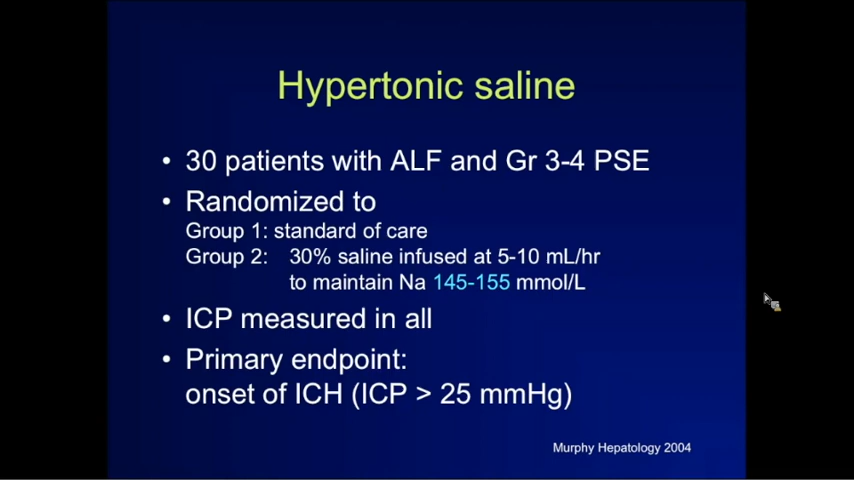 Hypertonic saline
• 30 patients with ALF and Gr 3-4 PSE
• Randomized to
Group 1: standard of care
Group 2: 30% saline infused at 5-10 mL/hr
to maintain Na 145-155 mmol/L
• ICP measured in all
• Primary endpoint:
onset of ICH (ICP > 25 mmHg)
Murphy Hepatology 2004